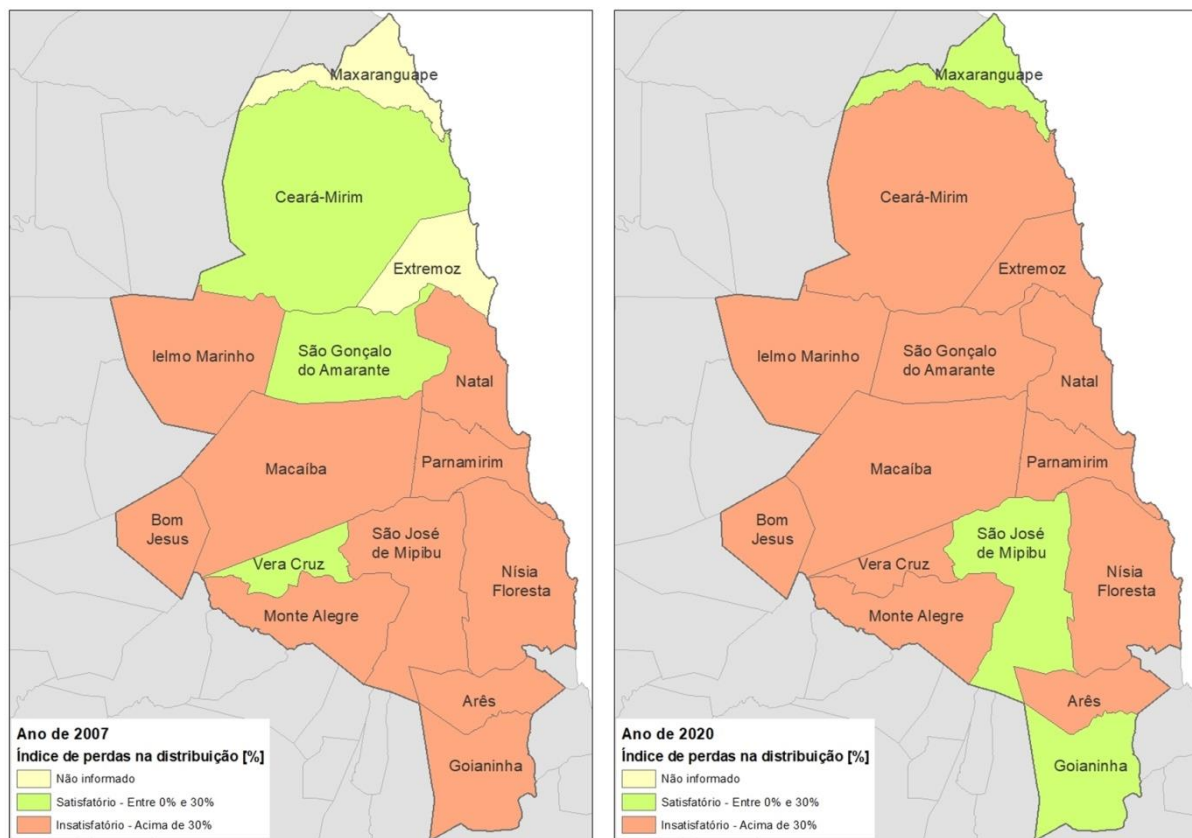 Maxaranguape
Ceará-Mirim
Extremoz
Ielmo Marinho
São Gonçalo
do Amarante
Natal
Macaíba
Parnamirim
Bom
Jesus
São José
de Mipibu
Vera Cruz
Nísia
Floresta
Monte Alegre
Arês
Goianinha
Ano de 2007
Índice de perdas na distribuição [%]
Não informado
Satisfatório - Entre 0% e 30%
Insatisfatório - Acima de 30%
Maxaranguape
Ceará-Mirim
Extremoz
Ielmo Marinho
São Gonçalo
do Amarante
Natal
Macaíba
Parnamirim
Bom
Jesus
São José
de Mipibu
Vera Cruz
Nísia
Floresta
Monte Alegre
Arês
Goianinha
Ano de 2020
Índice de perdas na distribuição [%]
Não informado
Satisfatório - Entre 0% e 30%
Insatisfatório - Acima de 30%